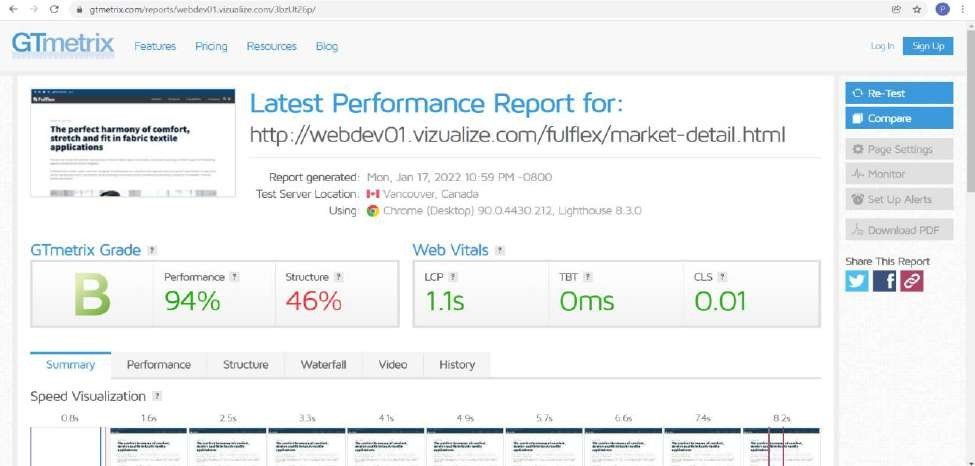 gtmetrix.com/reports/webdev01.vizualize.com/3bzUt26p/
P
GTmetrix
Features Pricing Resources Blog
Log In Sign Up
Fulflex
The perfect harmony of comfort,
stretch and fit in fabric textile
applications
Latest Performance Report for:
http://webdev01.vizualize.com/fulflex/market-detail.html
Report generated: Mon, Jan 17, 2022 10:59 PM -0800
Test Server Location: Vancouver, Canada
Using: Chrome (Desktop) 90.0.4430.212, Lighthouse 8.3.0
Re-Test
Compare
Page Settings
Monitor
Set Up Alerts
Download PDF
Share This Report
GTmetrix Grade ?
B
Performance ?
94%
Structure ?
46%
Web Vitals ?
LCP ?
1.1s
TBT ?
0ms
CLS ?
0.01
Summary Performance Structure Waterfall Video History
Speed Visualization ?
0.8s 1.6s 2.5s 3.3s 4.1s 4.9s 5.7s 6.6s 7.4s 8.2s